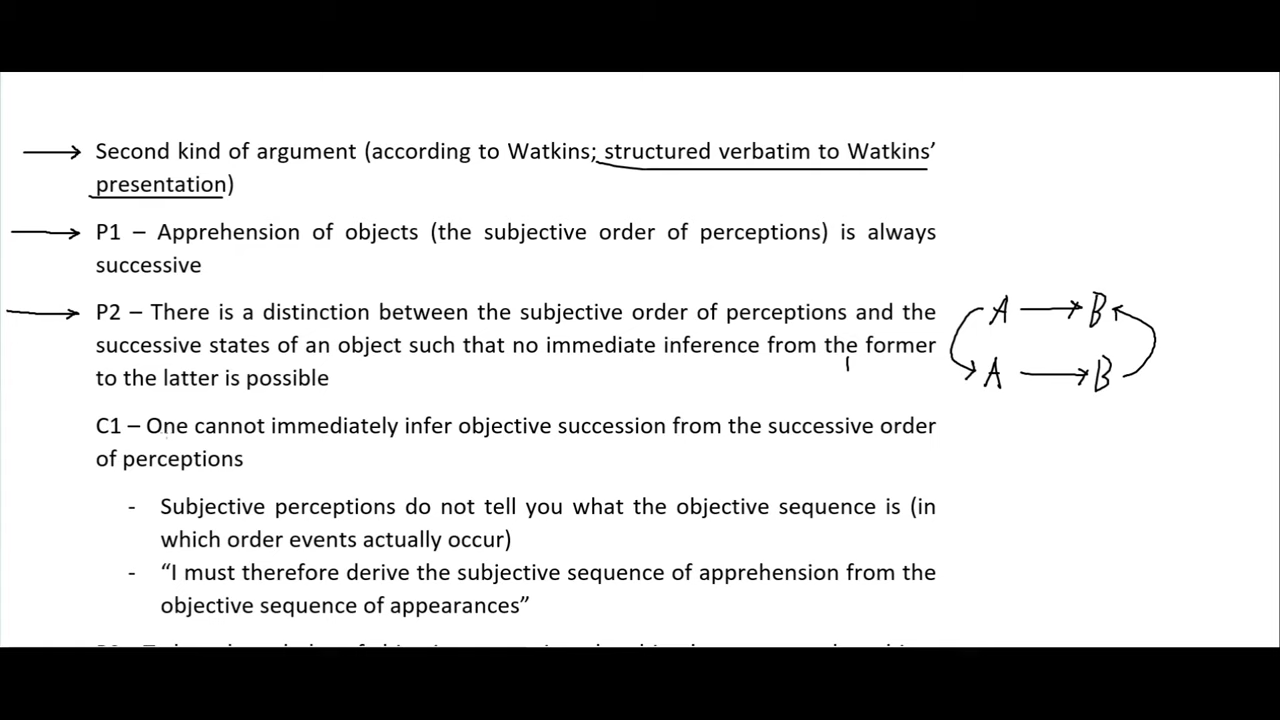 Second kind of argument (according to Watkins; structured verbatim to Watkins’
presentation)
P1 – Apprehension of objects (the subjective order of perceptions) is always
successive
P2 – There is a distinction between the subjective order of perceptions and the
A → B
successive states of an object such that no immediate inference from the former
A → B
to the latter is possible
C1 – One cannot immediately infer objective succession from the successive order
of perceptions
- Subjective perceptions do not tell you what the objective sequence is (in
which order events actually occur)
- “I must therefore derive the subjective sequence of apprehension from the
objective sequence of appearances”